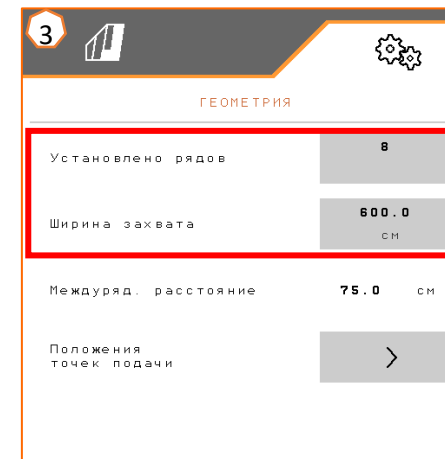 3
ГЕОМЕТРИЯ
Установлено рядов
8
Ширина захвата
600.0
см
Междуряд. расстояние
75.0 см
Положения
точек подачи